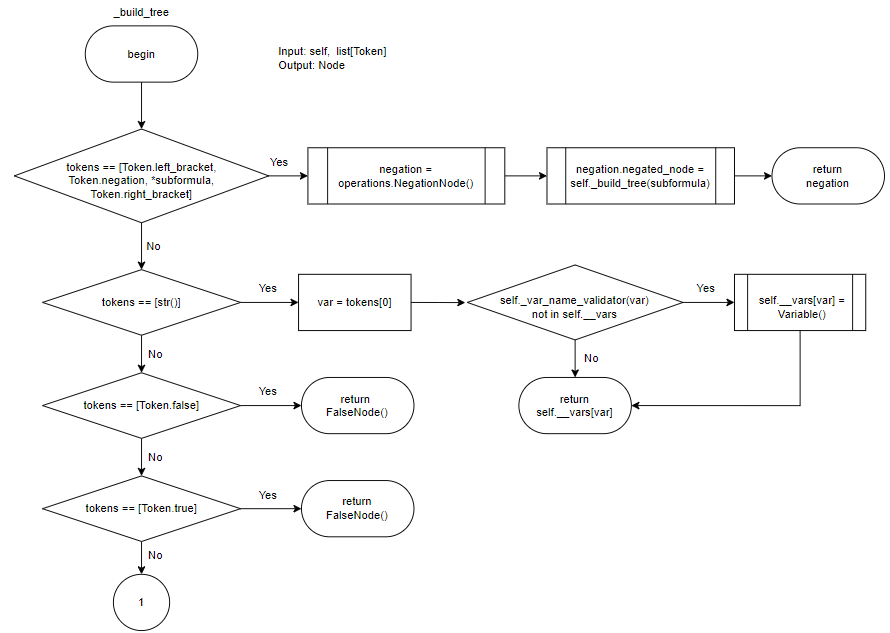 _build_tree
begin
Input: self,  list[Token]
Output: Node
tokens == [Token.left_bracket,
Token.negation, *subformula,
Token.right_bracket]
Yes
negation =
operations.NegationNode()
negation.negated_node =
self._build_tree(subformula)
return
negation
No
tokens == [str()]
Yes
var = tokens[0]
self._var_name_validator(var)
not in self.__vars
Yes
self.__vars[var] =
Variable()
No
No
tokens == [Token.false]
Yes
return
FalseNode()
return
self.__vars[var]
No
tokens == [Token.true]
Yes
return
FalseNode()
No
1